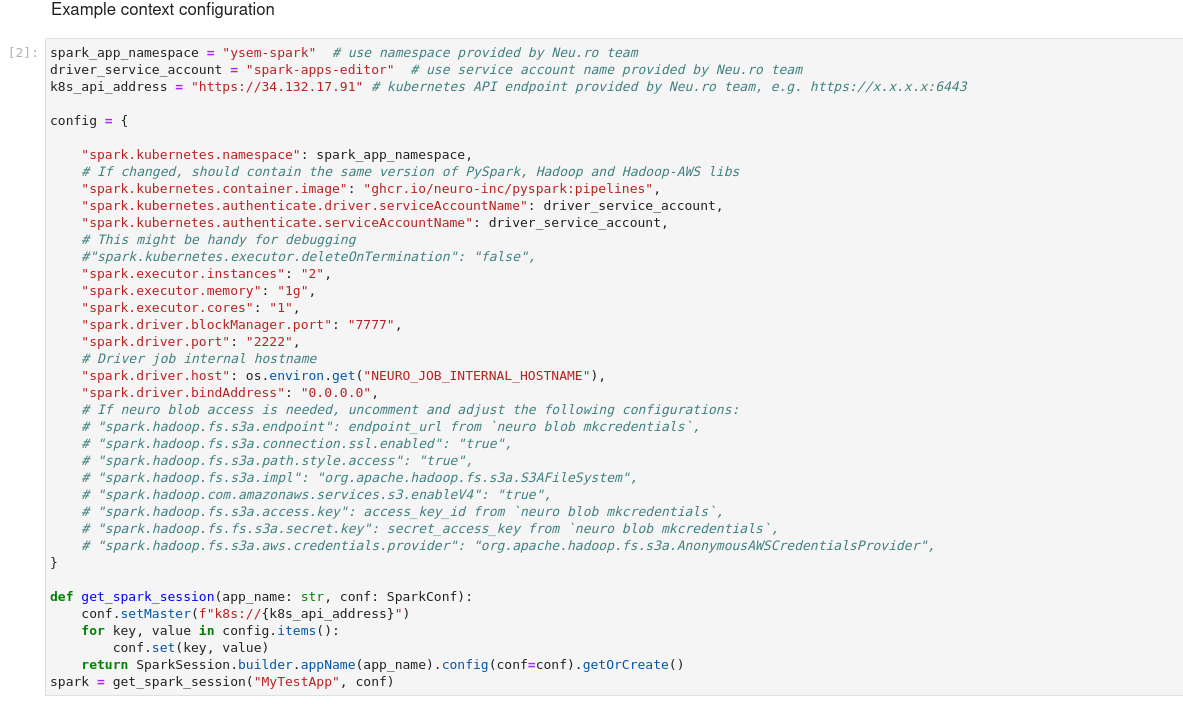 Example context configuration
[2]:
spark_app_namespace = "ysem-spark"  # use namespace provided by Neu.ro team
driver_service_account = "spark-apps-editor"  # use service account name provided by Neu.ro team
k8s_api_address = "https://34.132.17.91" # kubernetes API endpoint provided by Neu.ro team, e.g. https://x.x.x.x:6443

config = {

    "spark.kubernetes.namespace": spark_app_namespace,
    # If changed, should contain the same version of PySpark, Hadoop and Hadoop-AWS libs
    "spark.kubernetes.container.image": "ghcr.io/neuro-inc/pyspark:pipelines",
    "spark.kubernetes.authenticate.driver.serviceAccountName": driver_service_account,
    "spark.kubernetes.authenticate.serviceAccountName": driver_service_account,
    # This might be handy for debugging
    #"spark.kubernetes.executor.deleteOnTermination": "false",
    "spark.executor.instances": "2",
    "spark.executor.memory": "1g",
    "spark.executor.cores": "1",
    "spark.driver.blockManager.port": "7777",
    "spark.driver.port": "2222",
    # Driver job internal hostname
    "spark.driver.host": os.environ.get("NEURO_JOB_INTERNAL_HOSTNAME"),
    "spark.driver.bindAddress": "0.0.0.0",
    # If neuro blob access is needed, uncomment and adjust the following configurations:
    # "spark.hadoop.fs.s3a.endpoint": endpoint_url from `neuro blob mkcredentials`,
    # "spark.hadoop.fs.s3a.connection.ssl.enabled": "true",
    # "spark.hadoop.fs.s3a.path.style.access": "true",
    # "spark.hadoop.fs.s3a.impl": "org.apache.hadoop.fs.s3a.S3AFileSystem",
    # "spark.hadoop.com.amazonaws.services.s3.enableV4": "true",
    # "spark.hadoop.fs.s3a.access.key": access_key_id from `neuro blob mkcredentials`,
    # "spark.hadoop.fs.fs.s3a.secret.key": secret_access_key from `neuro blob mkcredentials`,
    # "spark.hadoop.fs.s3a.aws.credentials.provider": "org.apache.hadoop.fs.s3a.AnonymousAWSCredentialsProvider",
}

def get_spark_session(app_name: str, conf: SparkConf):
    conf.setMaster(f"k8s://{k8s_api_address}")
    for key, value in config.items():
        conf.set(key, value)
    return SparkSession.builder.appName(app_name).config(conf=conf).getOrCreate()
spark = get_spark_session("MyTestApp", conf)